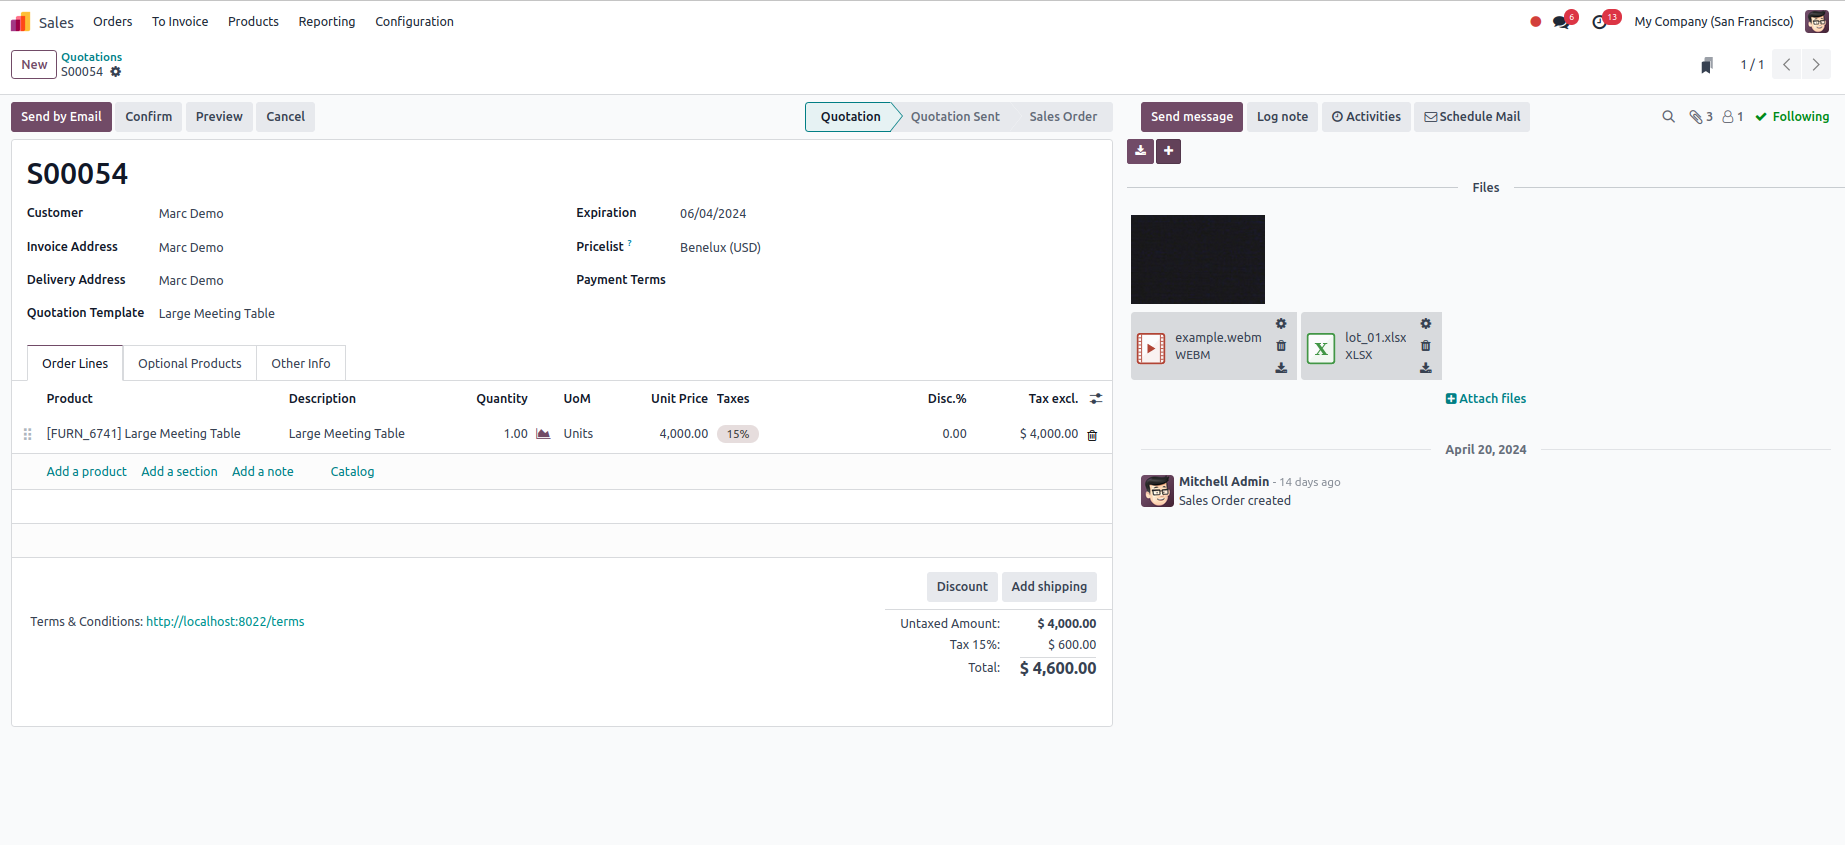 Sales Orders To Invoice Products Reporting Configuration 6 13 My Company (San Francisco)
New Quotations
S00054 1 / 1
Send by Email Confirm Preview Cancel Quotation Quotation Sent Sales Order Send message Log note Activities Schedule Mail 3 1 Following
S00054
Files
Customer Marc Demo Expiration 06/04/2024
Invoice Address Marc Demo Pricelist ? Benelux (USD)
Delivery Address Marc Demo Payment Terms
Quotation Template Large Meeting Table
example.webm
WEBM
X lot_01.xlsx
XLSX
Attach files
Order Lines Optional Products Other Info
Product Description Quantity UoM Unit Price Taxes Disc.% Tax excl.
[FURN_6741] Large Meeting Table Large Meeting Table 1.00 Units 4,000.00 15% 0.00 $ 4,000.00
Add a product Add a section Add a note Catalog
April 20, 2024
Mitchell Admin - 14 days ago
Sales Order created
Discount Add shipping
Terms & Conditions: http://localhost:8022/terms
Untaxed Amount: $ 4,000.00
Tax 15%: $ 600.00
Total: $ 4,600.00